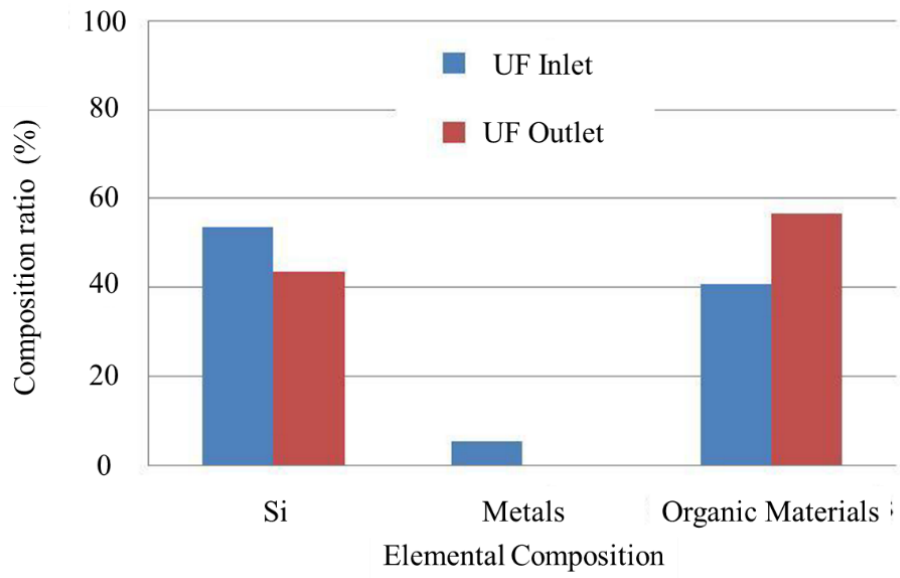 100
80
60
40
20
0
Composition ratio (%)
UF Inlet
UF Outlet
Si
Metals
Organic Materials
Elemental Composition